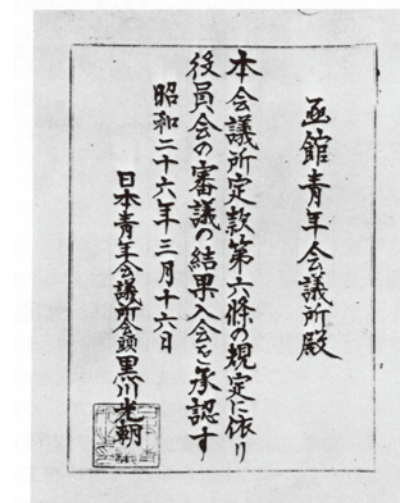 函館青年会議所殿
本会議所定款第六條の規定に依り
役員会の審議の結果入会を承認す
昭和二十六年三月十六日
日本青年会議所会頭黒川光朝